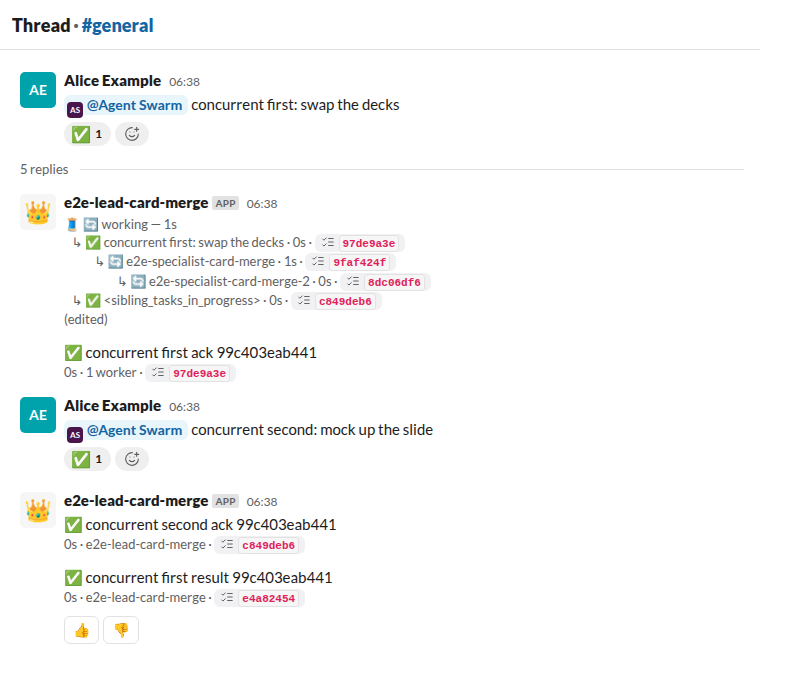 Thread · #general
AE
Alice Example 06:38
AS @Agent Swarm concurrent first: swap the decks
✅ 1
5 replies
e2e-lead-card-merge APP 06:38
🧵 🔄 working — 1s
↳ ✅ concurrent first: swap the decks · 0s · 97de9a3e
↳ 🔄 e2e-specialist-card-merge · 1s · 9faf424f
↳ 🔄 e2e-specialist-card-merge-2 · 0s · 8dc06df6
↳ ✅ <sibling_tasks_in_progress> · 0s · c849deb6
(edited)
✅ concurrent first ack 99c403eab441
0s · 1 worker · 97de9a3e
AE
Alice Example 06:38
AS @Agent Swarm concurrent second: mock up the slide
✅ 1
e2e-lead-card-merge APP 06:38
✅ concurrent second ack 99c403eab441
0s · e2e-lead-card-merge · c849deb6
✅ concurrent first result 99c403eab441
0s · e2e-lead-card-merge · e4a82454